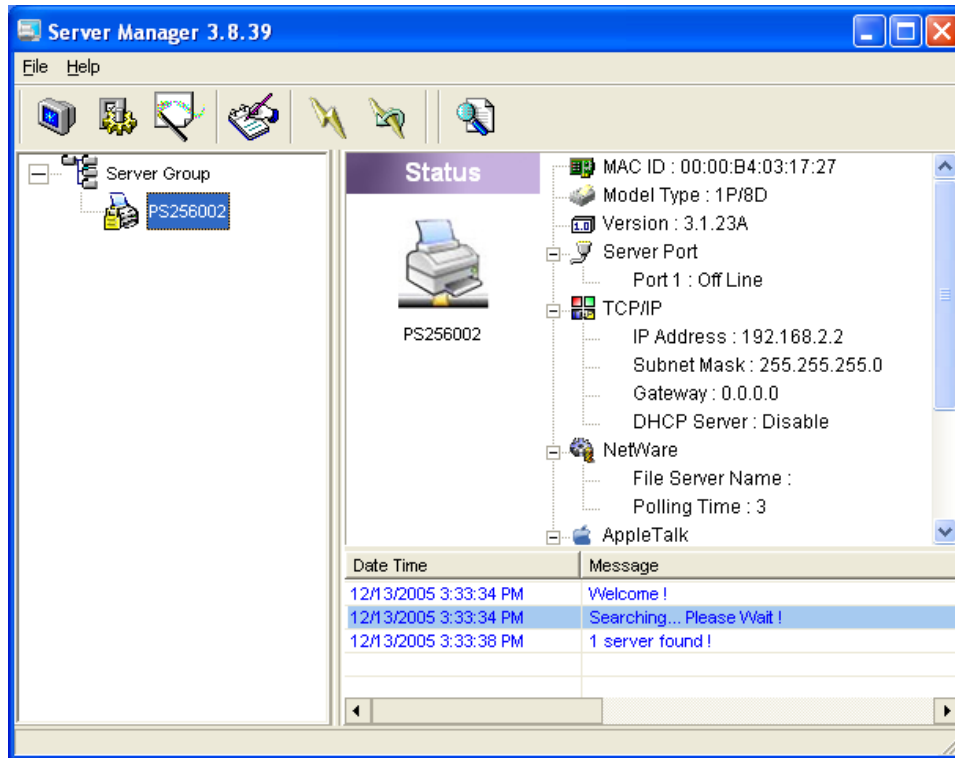 Server Manager 3.8.39
File Help
Server Group
PS256002
Status
PS256002
MAC ID : 00:00:B4:03:17:27
Model Type : 1P/8D
1.0 Version : 3.1.23A
Server Port
Port 1 : Off Line
TCP/IP
IP Address : 192.168.2.2
Subnet Mask : 255.255.255.0
Gateway : 0.0.0.0
DHCP Server : Disable
NetWare
File Server Name :
Polling Time : 3
AppleTalk
Date Time Message
12/13/2005 3:33:34 PM Welcome !
12/13/2005 3:33:34 PM Searching... Please Wait !
12/13/2005 3:33:38 PM 1 server found !